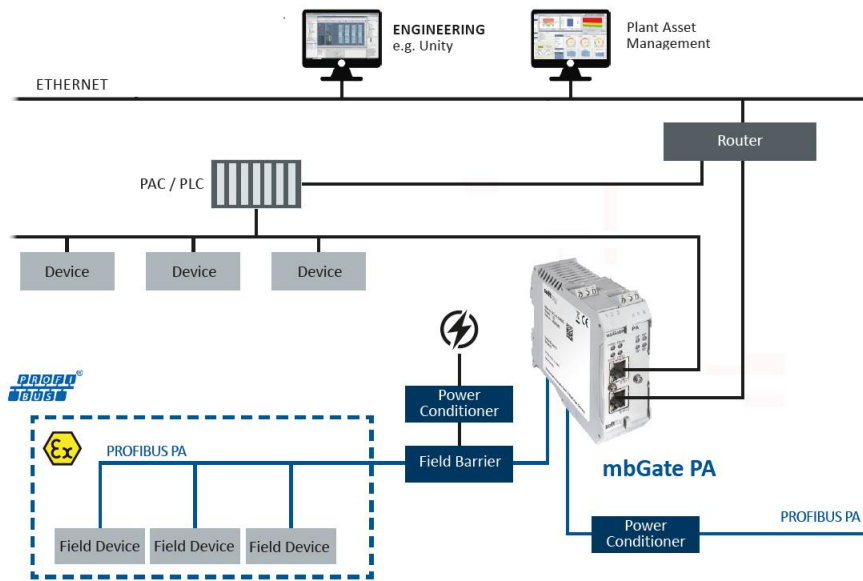 ENGINEERING
e.g. Unity
Plant Asset
Management
ETHERNET
Router
PAC / PLC
Device
Device
Device
PROFI
BUS
®
Power
Conditioner
Ex
PROFIBUS PA
Field Barrier
mbGate PA
Field Device
Field Device
Field Device
Power
Conditioner
PROFIBUS PA